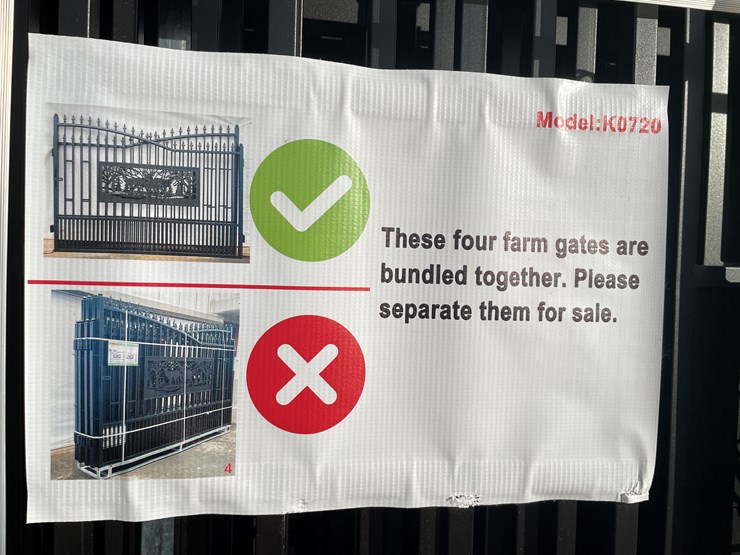 Model:K0720
These four farm gates are
bundled together. Please
separate them for sale.
4